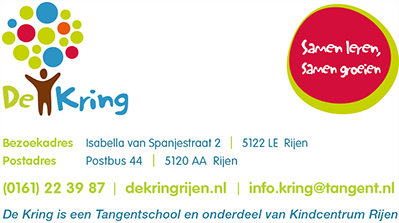 De Kring
Samen leren,
samen groeien
Bezoekadres Isabella van Spanjestraat 2 | 5122 LE Rijen
Postadres Postbus 44 | 5120 AA Rijen
(0161) 22 39 87 | dekringrijen.nl | info.kring@tangent.nl
De Kring is een Tangentschool en onderdeel van Kindcentrum Rijen